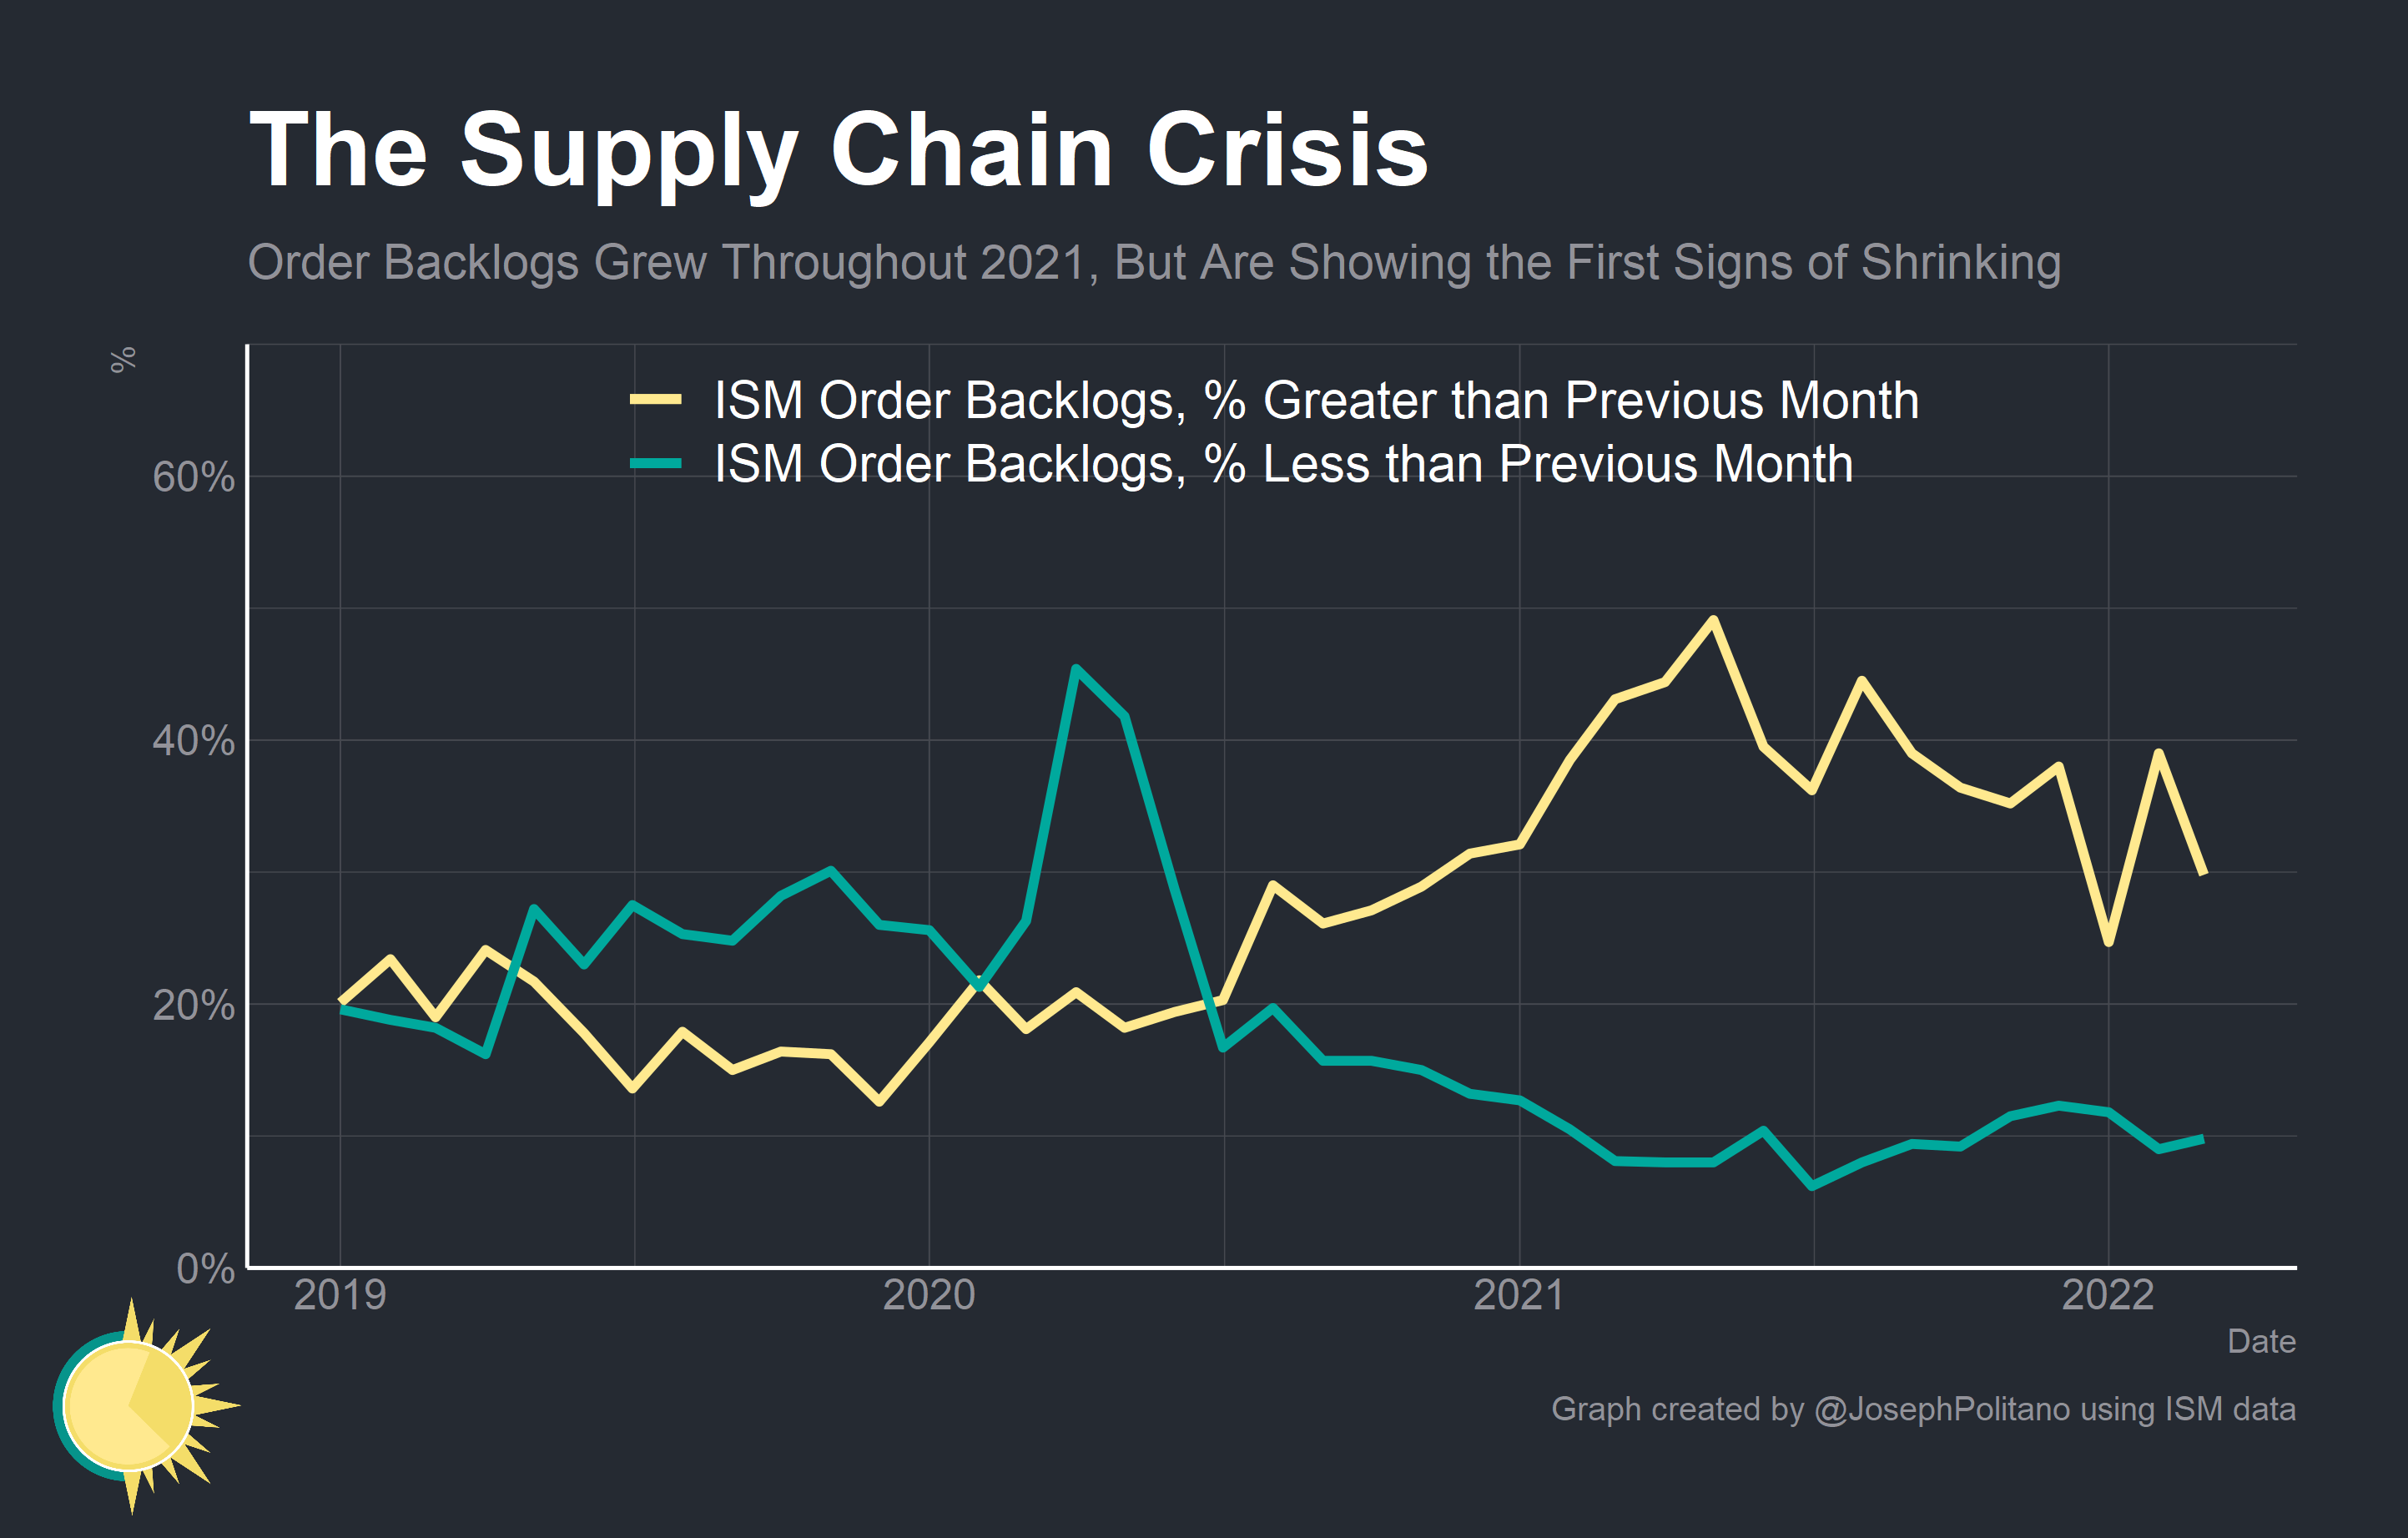 The Supply Chain Crisis
Order Backlogs Grew Throughout 2021, But Are Showing the First Signs of Shrinking
%
ISM Order Backlogs, % Greater than Previous Month
ISM Order Backlogs, % Less than Previous Month
60%
40%
20%
0%
2019 2020 2021 2022
Date
Graph created by @JosephPolitano using ISM data